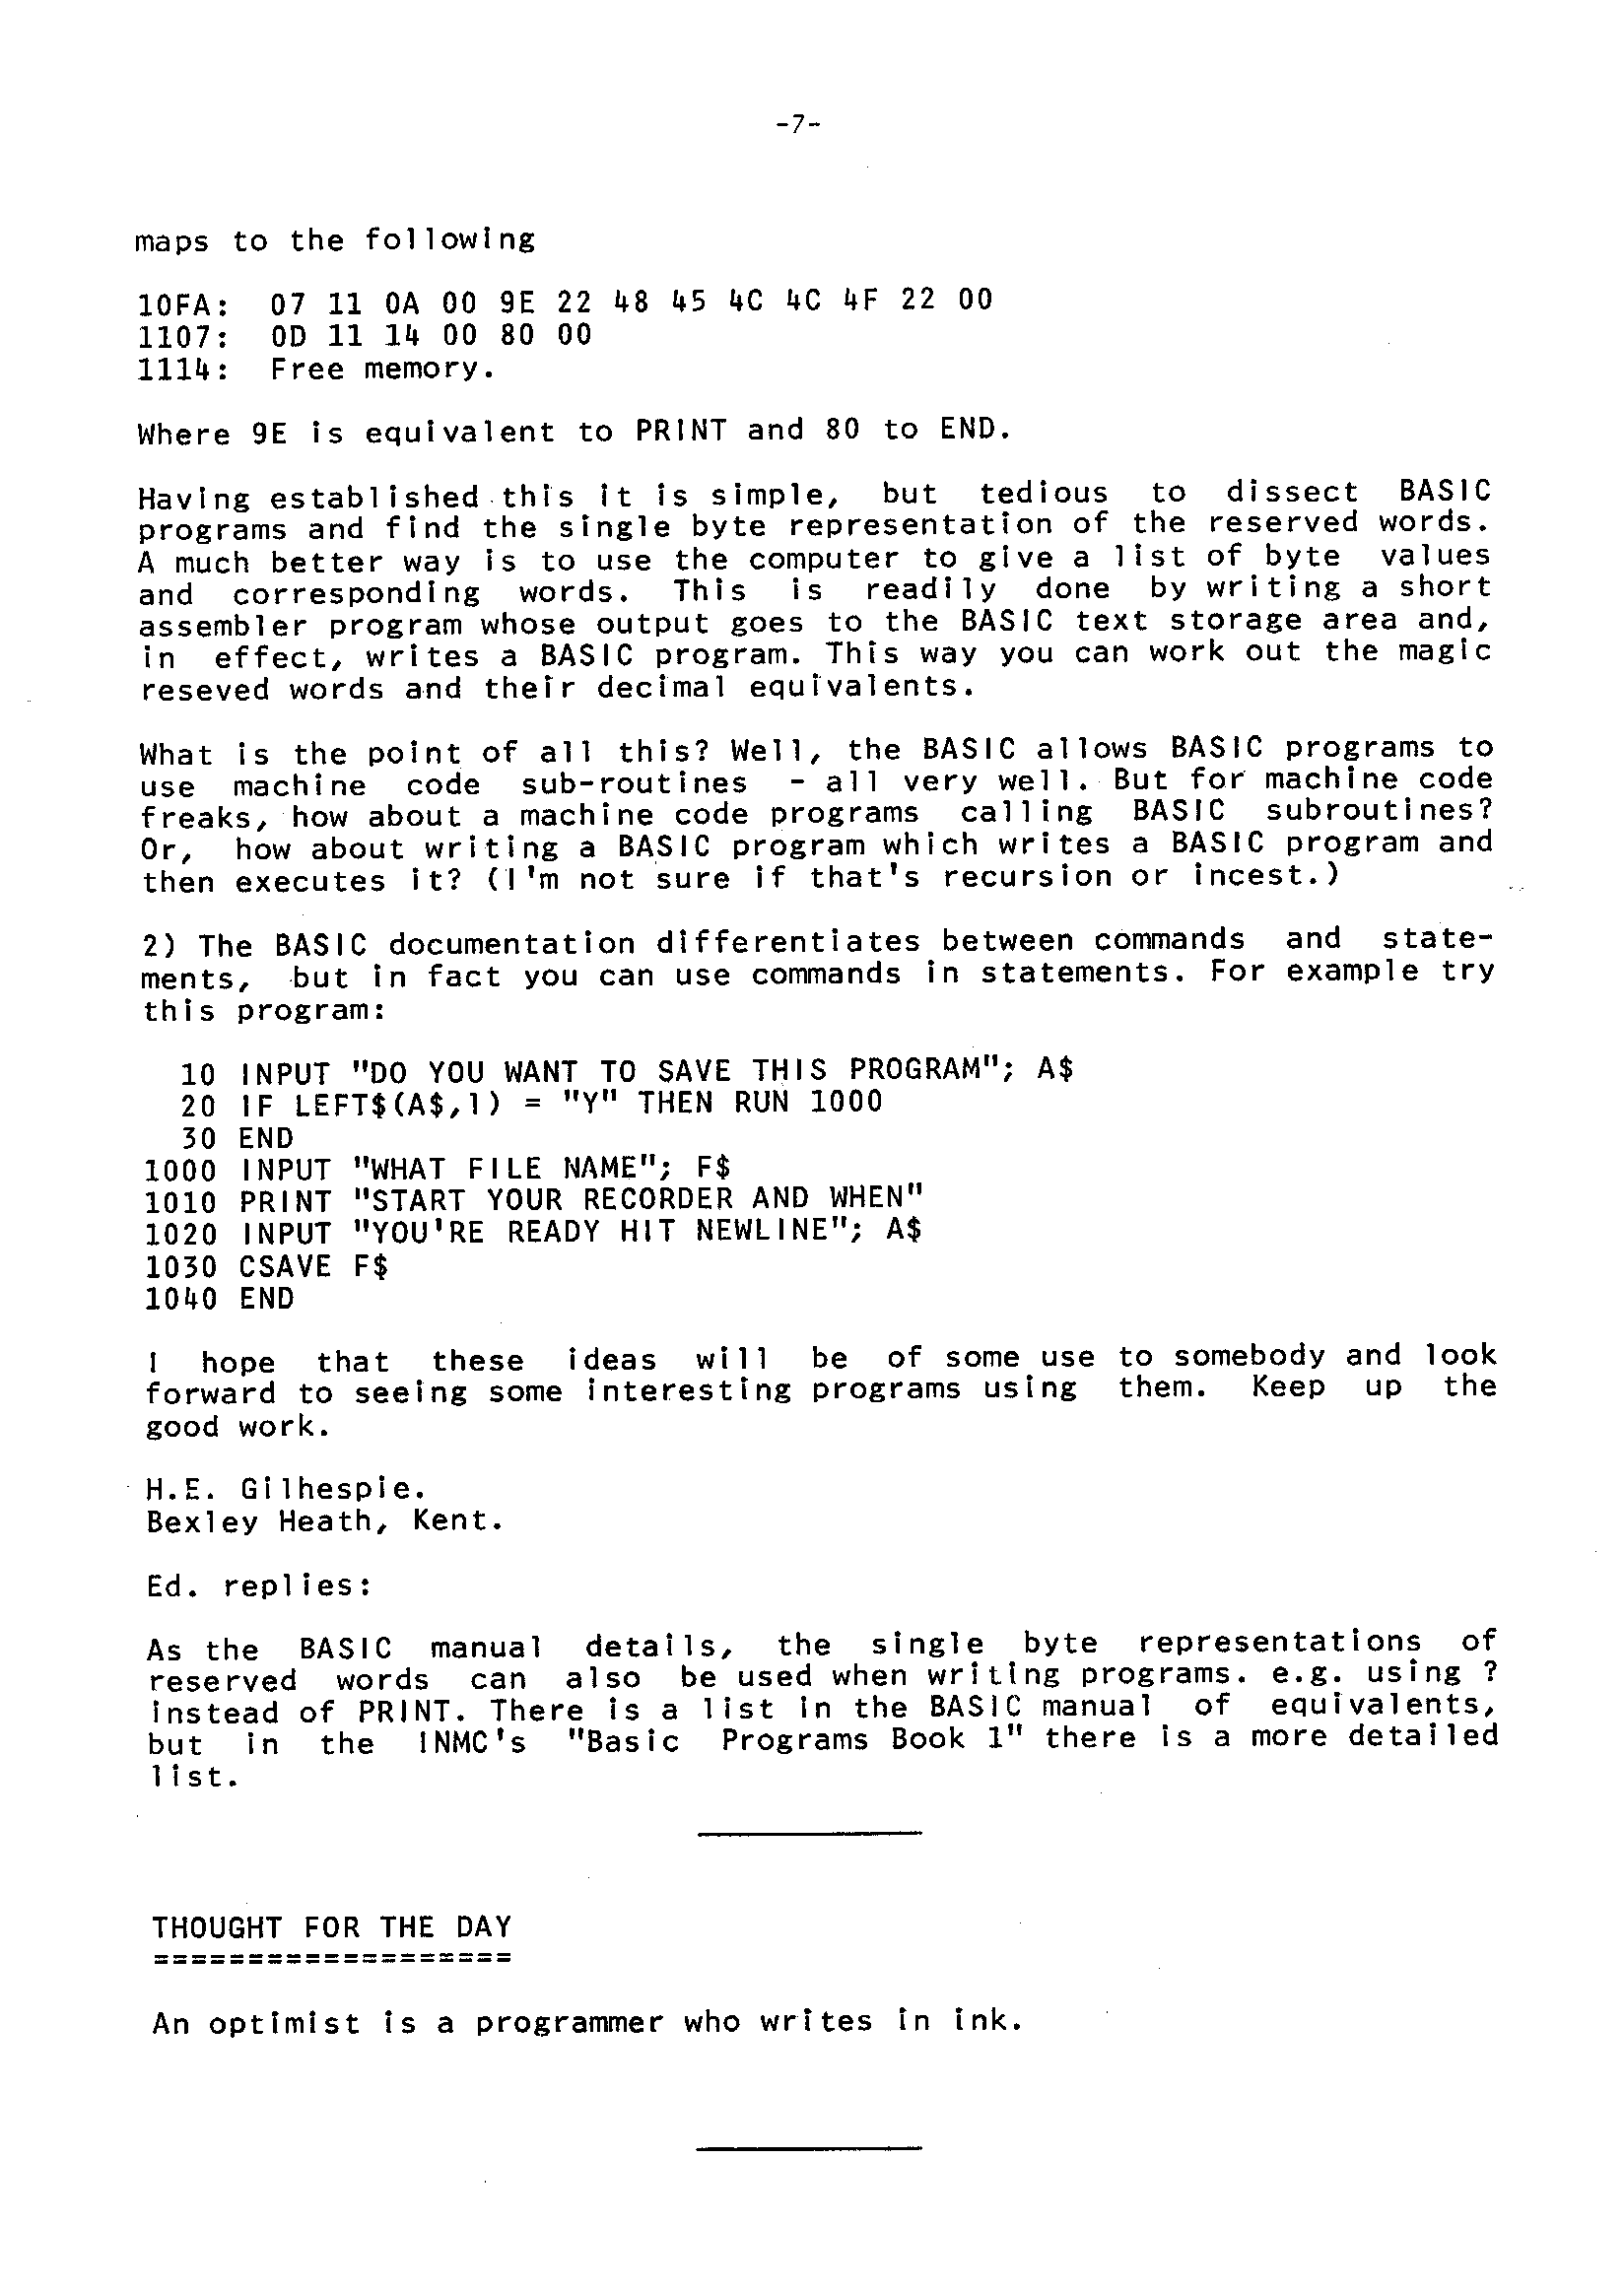 -7-
maps to the following
10FA: 07 11 0A 00 9E 22 48 45 4C 4C 4F 22 00
1107: 0D 11 14 00 80 00
1114: Free memory.
Where 9E is equivalent to PRINT and 80 to END.
Having established this it is simple, but tedious to dissect BASIC
programs and find the single byte representation of the reserved words.
A much better way is to use the computer to give a list of byte values
and corresponding words. This is readily done by writing a short
assembler program whose output goes to the BASIC text storage area and,
in effect, writes a BASIC program. This way you can work out the magic
reseved words and their decimal equivalents.
What is the point of all this? Well, the BASIC allows BASIC programs to
use machine code sub-routines - all very well. But for machine code
freaks, how about a machine code programs calling BASIC subroutines?
Or, how about writing a BASIC program which writes a BASIC program and
then executes it? (I'm not sure if that's recursion or incest.)
2) The BASIC documentation differentiates between commands and state-
ments, but in fact you can use commands in statements. For example try
this program:
10 INPUT "DO YOU WANT TO SAVE THIS PROGRAM"; A$
20 IF LEFT$(A$,1) = "Y" THEN RUN 1000
30 END
1000 INPUT "WHAT FILE NAME"; F$
1010 PRINT "START YOUR RECORDER AND WHEN"
1020 INPUT "YOU'RE READY HIT NEWLINE"; A$
1030 CSAVE F$
1040 END
I hope that these ideas will be of some use to somebody and look
forward to seeing some interesting programs using them. Keep up the
good work.
H.E. Gilhespie.
Bexley Heath, Kent.
Ed. replies:
As the BASIC manual details, the single byte representations of
reserved words can also be used when writing programs. e.g. using ?
instead of PRINT. There is a list in the BASIC manual of equivalents,
but in the INMC's "Basic Programs Book 1" there is a more detailed
list.
THOUGHT FOR THE DAY
===================
An optimist is a programmer who writes in ink.